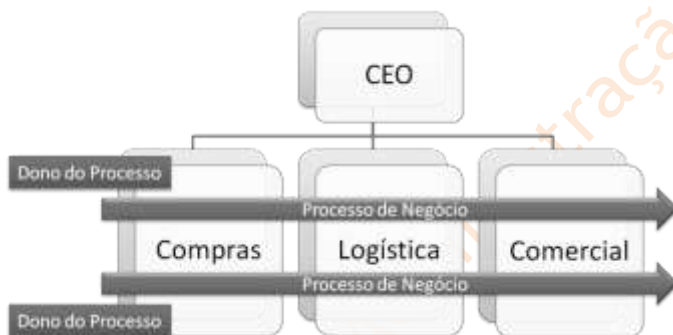 CEO
Dono do Processo
Processo de Negócio
Compras
Logística
Comercial
Processo de Negócio
Dono do Processo